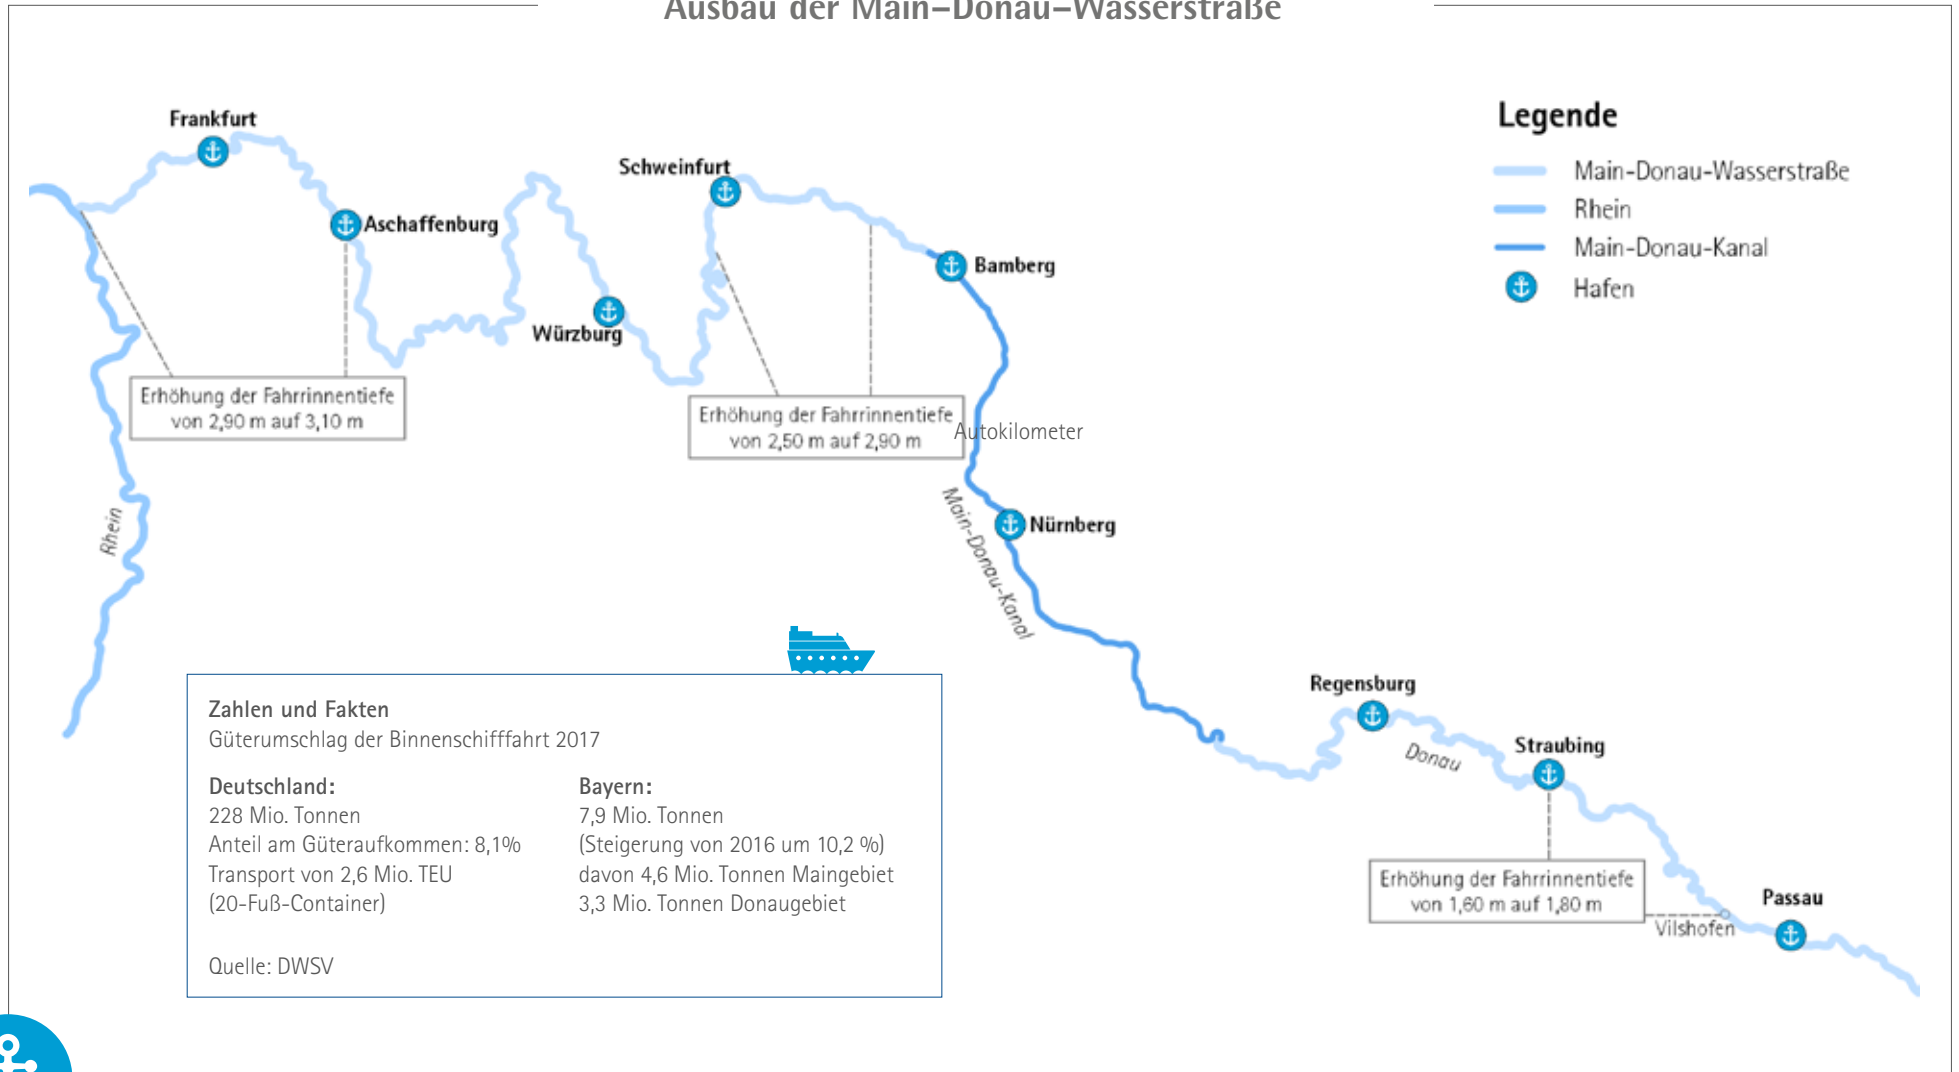 Ausbau der Main–Donau–Wasserstraße
Frankfurt
Aschaffenburg
Schweinfurt
Würzburg
Bamberg
Legende
Main-Donau-Wasserstraße
Rhein
Main-Donau-Kanal
Hafen
Erhöhung der Fahrrinnentiefe
von 2,90 m auf 3,10 m
Erhöhung der Fahrrinnentiefe
von 2,50 m auf 2,90 m
Autokilometer
Rhein
Main-Donau-Kanal
Nürnberg
Regensburg
Donau
Straubing
Erhöhung der Fahrrinnentiefe
von 1,60 m auf 1,80 m
Vilshofen
Passau
Zahlen und Fakten
Güterumschlag der Binnenschifffahrt 2017
Deutschland:
228 Mio. Tonnen
Anteil am Güteraufkommen: 8,1%
Transport von 2,6 Mio. TEU
(20-Fuß-Container)
Bayern:
7,9 Mio. Tonnen
(Steigerung von 2016 um 10,2 %)
davon 4,6 Mio. Tonnen Maingebiet
3,3 Mio. Tonnen Donaugebiet
Quelle: DWSV